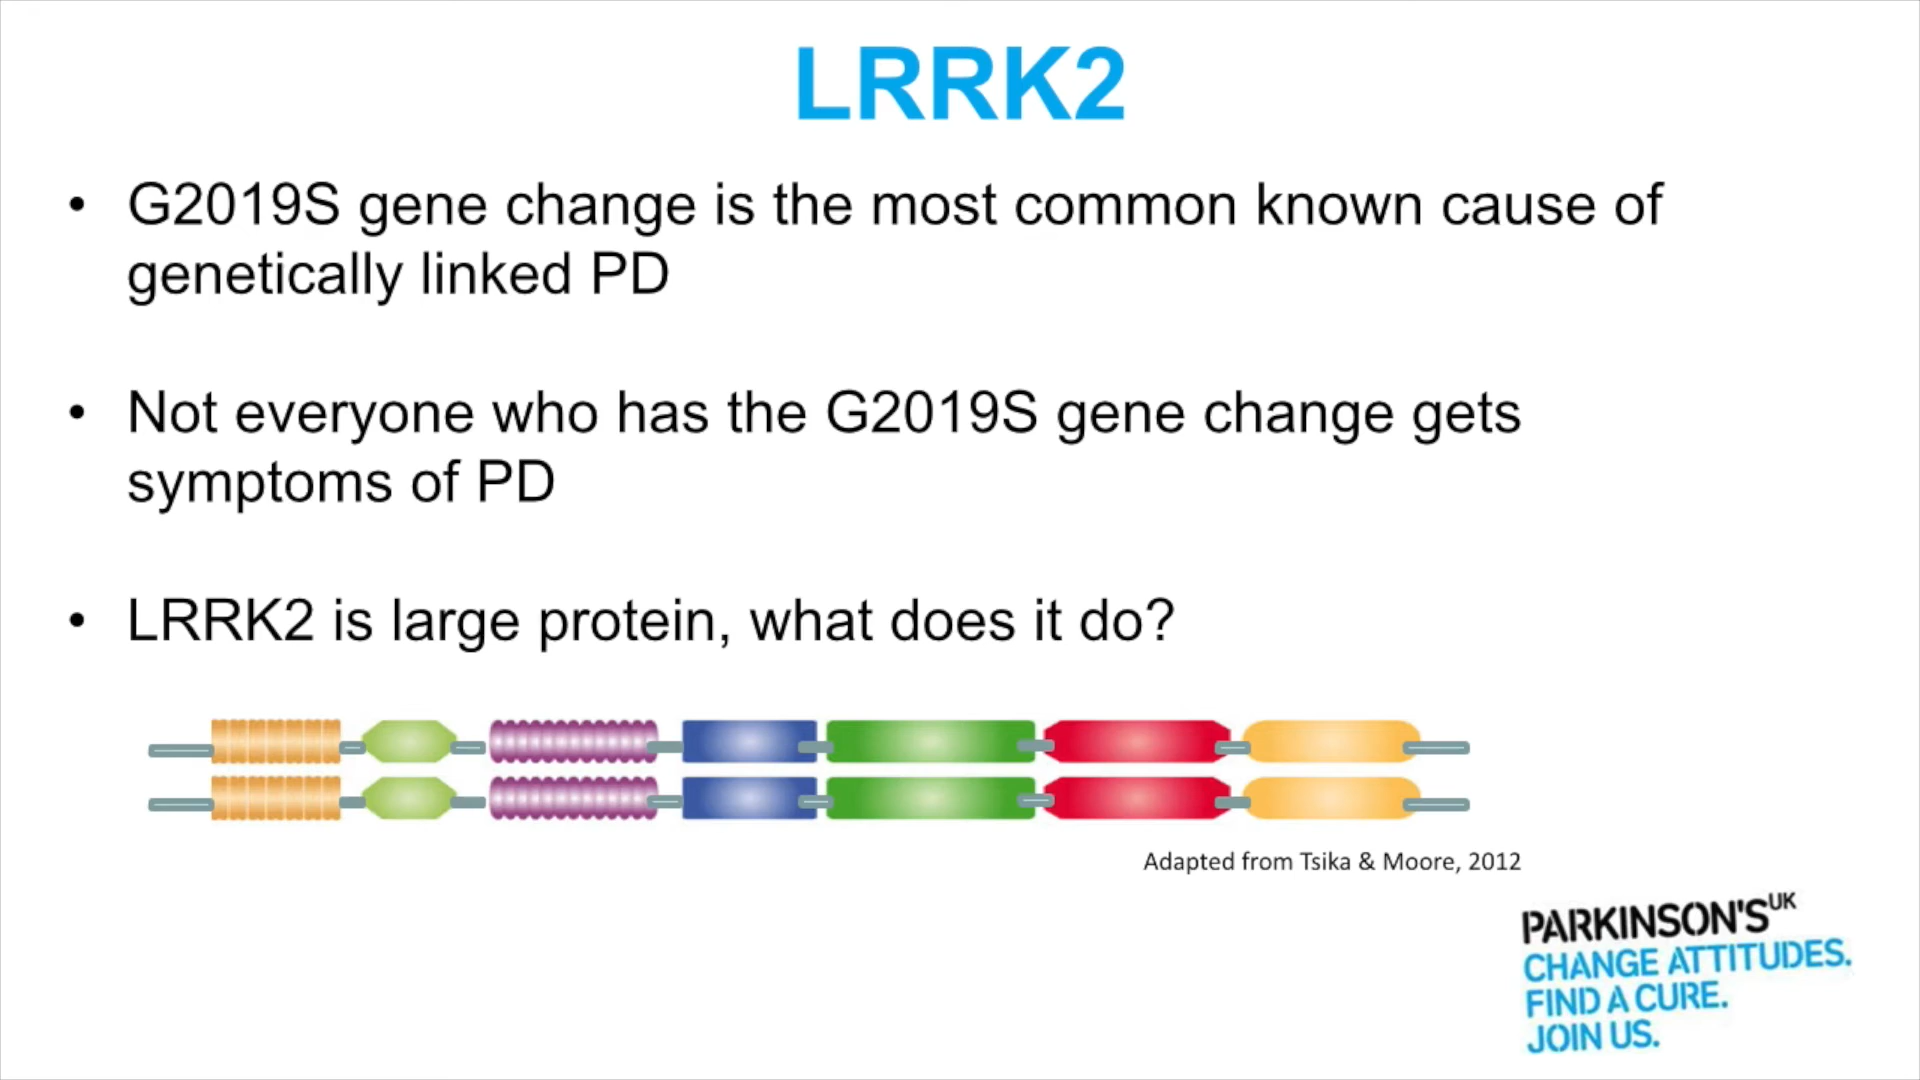 LRRK2
• G2019S gene change is the most common known cause of
genetically linked PD
• Not everyone who has the G2019S gene change gets
symptoms of PD
• LRRK2 is large protein, what does it do?
Adapted from Tsika & Moore, 2012
PARKINSON'S UK
CHANGE ATTITUDES.
FIND A CURE.
JOIN US.